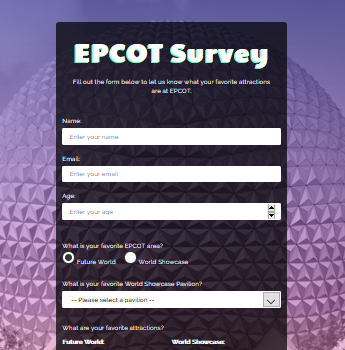 EPCOT Survey
Fill out the form below to let us know what your favorite attractions
are at EPCOT.
Name:
Enter your name
Email:
Enter your email
Age:
Enter your age
What is your favorite EPCOT area?
Future World World Showcase
What is your favorite World Showcase Pavilion?
-- Please select a pavilion --
What are your favorite attractions?
Future World: World Showcase: